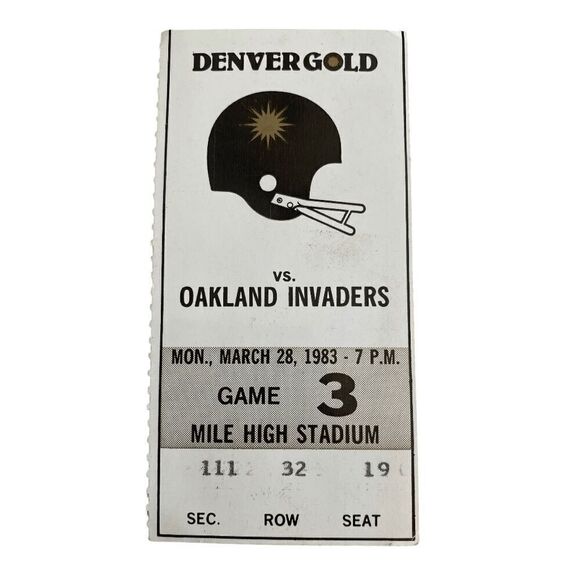 DENVER GOLD
VS.
OAKLAND INVADERS
MON., MARCH 28, 1983 - 7 P.M.
GAME 3
MILE HIGH STADIUM
111 32 19
SEC. ROW SEAT